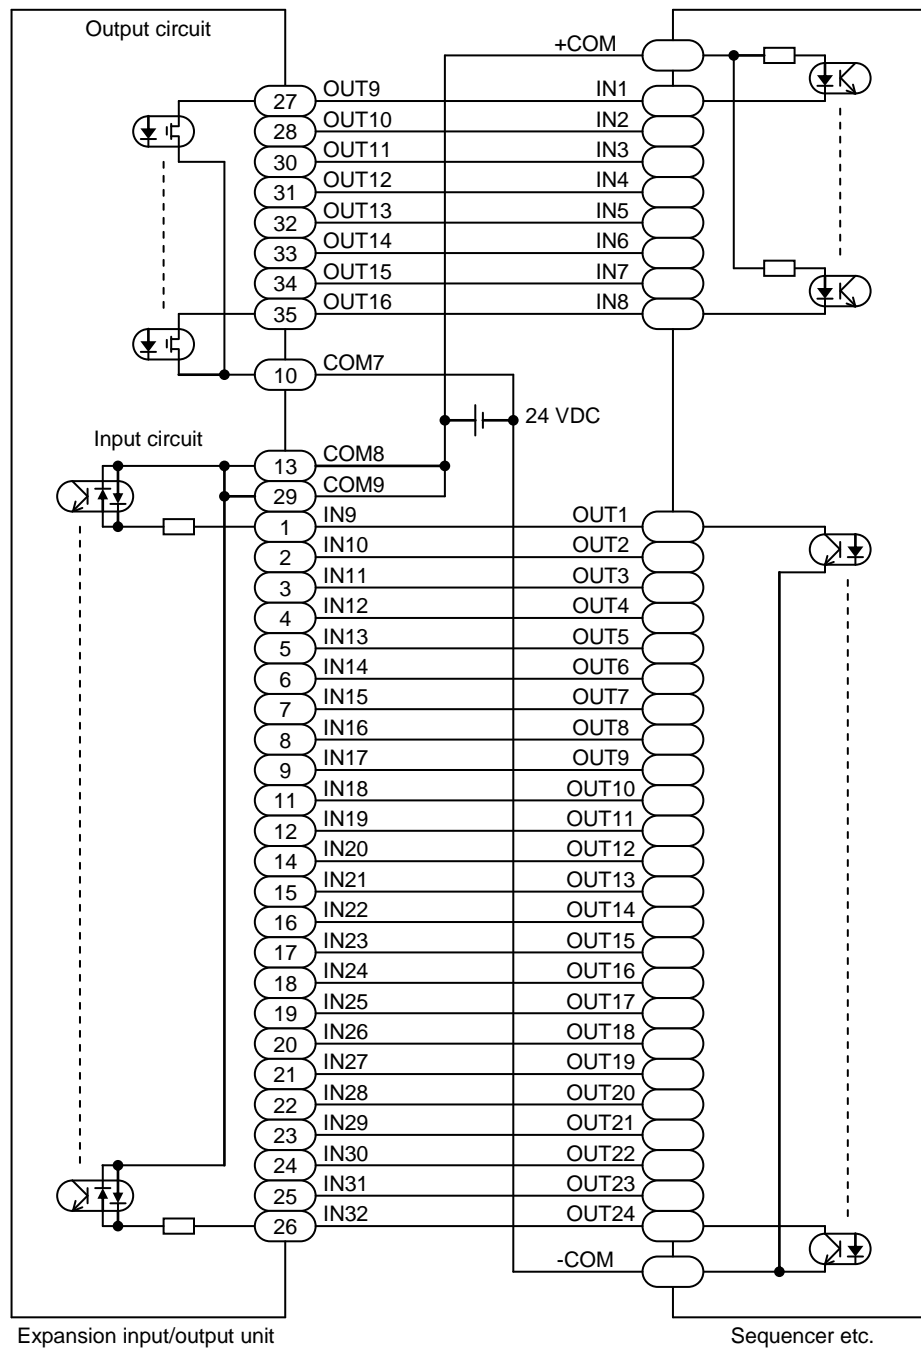 Output circuit
+COM
27 OUT9 IN1
28 OUT10 IN2
30 OUT11 IN3
31 OUT12 IN4
32 OUT13 IN5
33 OUT14 IN6
34 OUT15 IN7
35 OUT16 IN8
10 COM7
24 VDC
Input circuit
13 COM8
29 COM9
1 IN9 OUT1
2 IN10 OUT2
3 IN11 OUT3
4 IN12 OUT4
5 IN13 OUT5
6 IN14 OUT6
7 IN15 OUT7
8 IN16 OUT8
9 IN17 OUT9
11 IN18 OUT10
12 IN19 OUT11
14 IN20 OUT12
15 IN21 OUT13
16 IN22 OUT14
17 IN23 OUT15
18 IN24 OUT16
19 IN25 OUT17
20 IN26 OUT18
21 IN27 OUT19
22 IN28 OUT20
23 IN29 OUT21
24 IN30 OUT22
25 IN31 OUT23
26 IN32 OUT24
-COM
Expansion input/output unit
Sequencer etc.